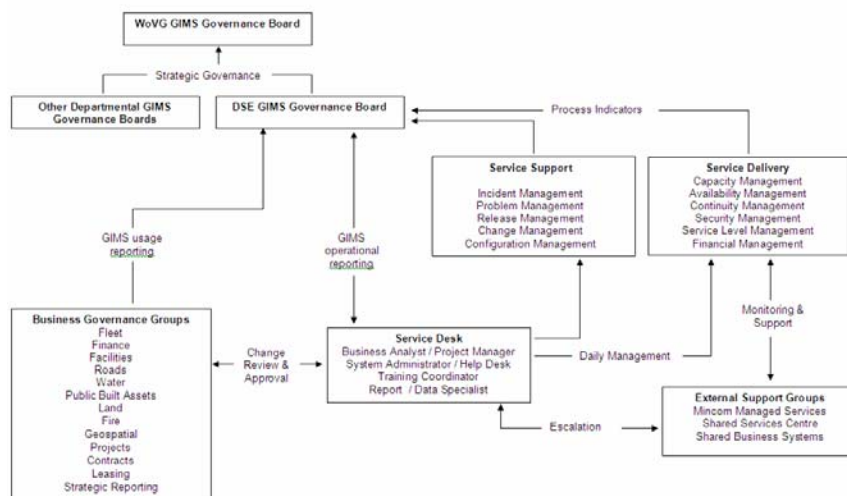 WoVG GIMS Governance Board
Strategic Governance
Other Departmental GIMS
Governance Boards
DSE GIMS Governance Board
Process Indicators
Service Support
Incident Management
Problem Management
Release Management
Change Management
Configuration Management
Service Delivery
Capacity Management
Availability Management
Continuity Management
Security Management
Service Level Management
Financial Management
GIMS usage
reporting
GIMS
operational
reporting
Business Governance Groups
Fleet
Finance
Facilities
Roads
Water
Public Built Assets
Land
Fire
Geospatial
Projects
Contracts
Leasing
Strategic Reporting
Change
Review &
Approval
Service Desk
Business Analyst / Project Manager
System Administrator / Help Desk
Training Coordinator
Report / Data Specialist
Daily Management
Monitoring &
Support
Escalation
External Support Groups
Mincom Managed Services
Shared Services Centre
Shared Business Systems